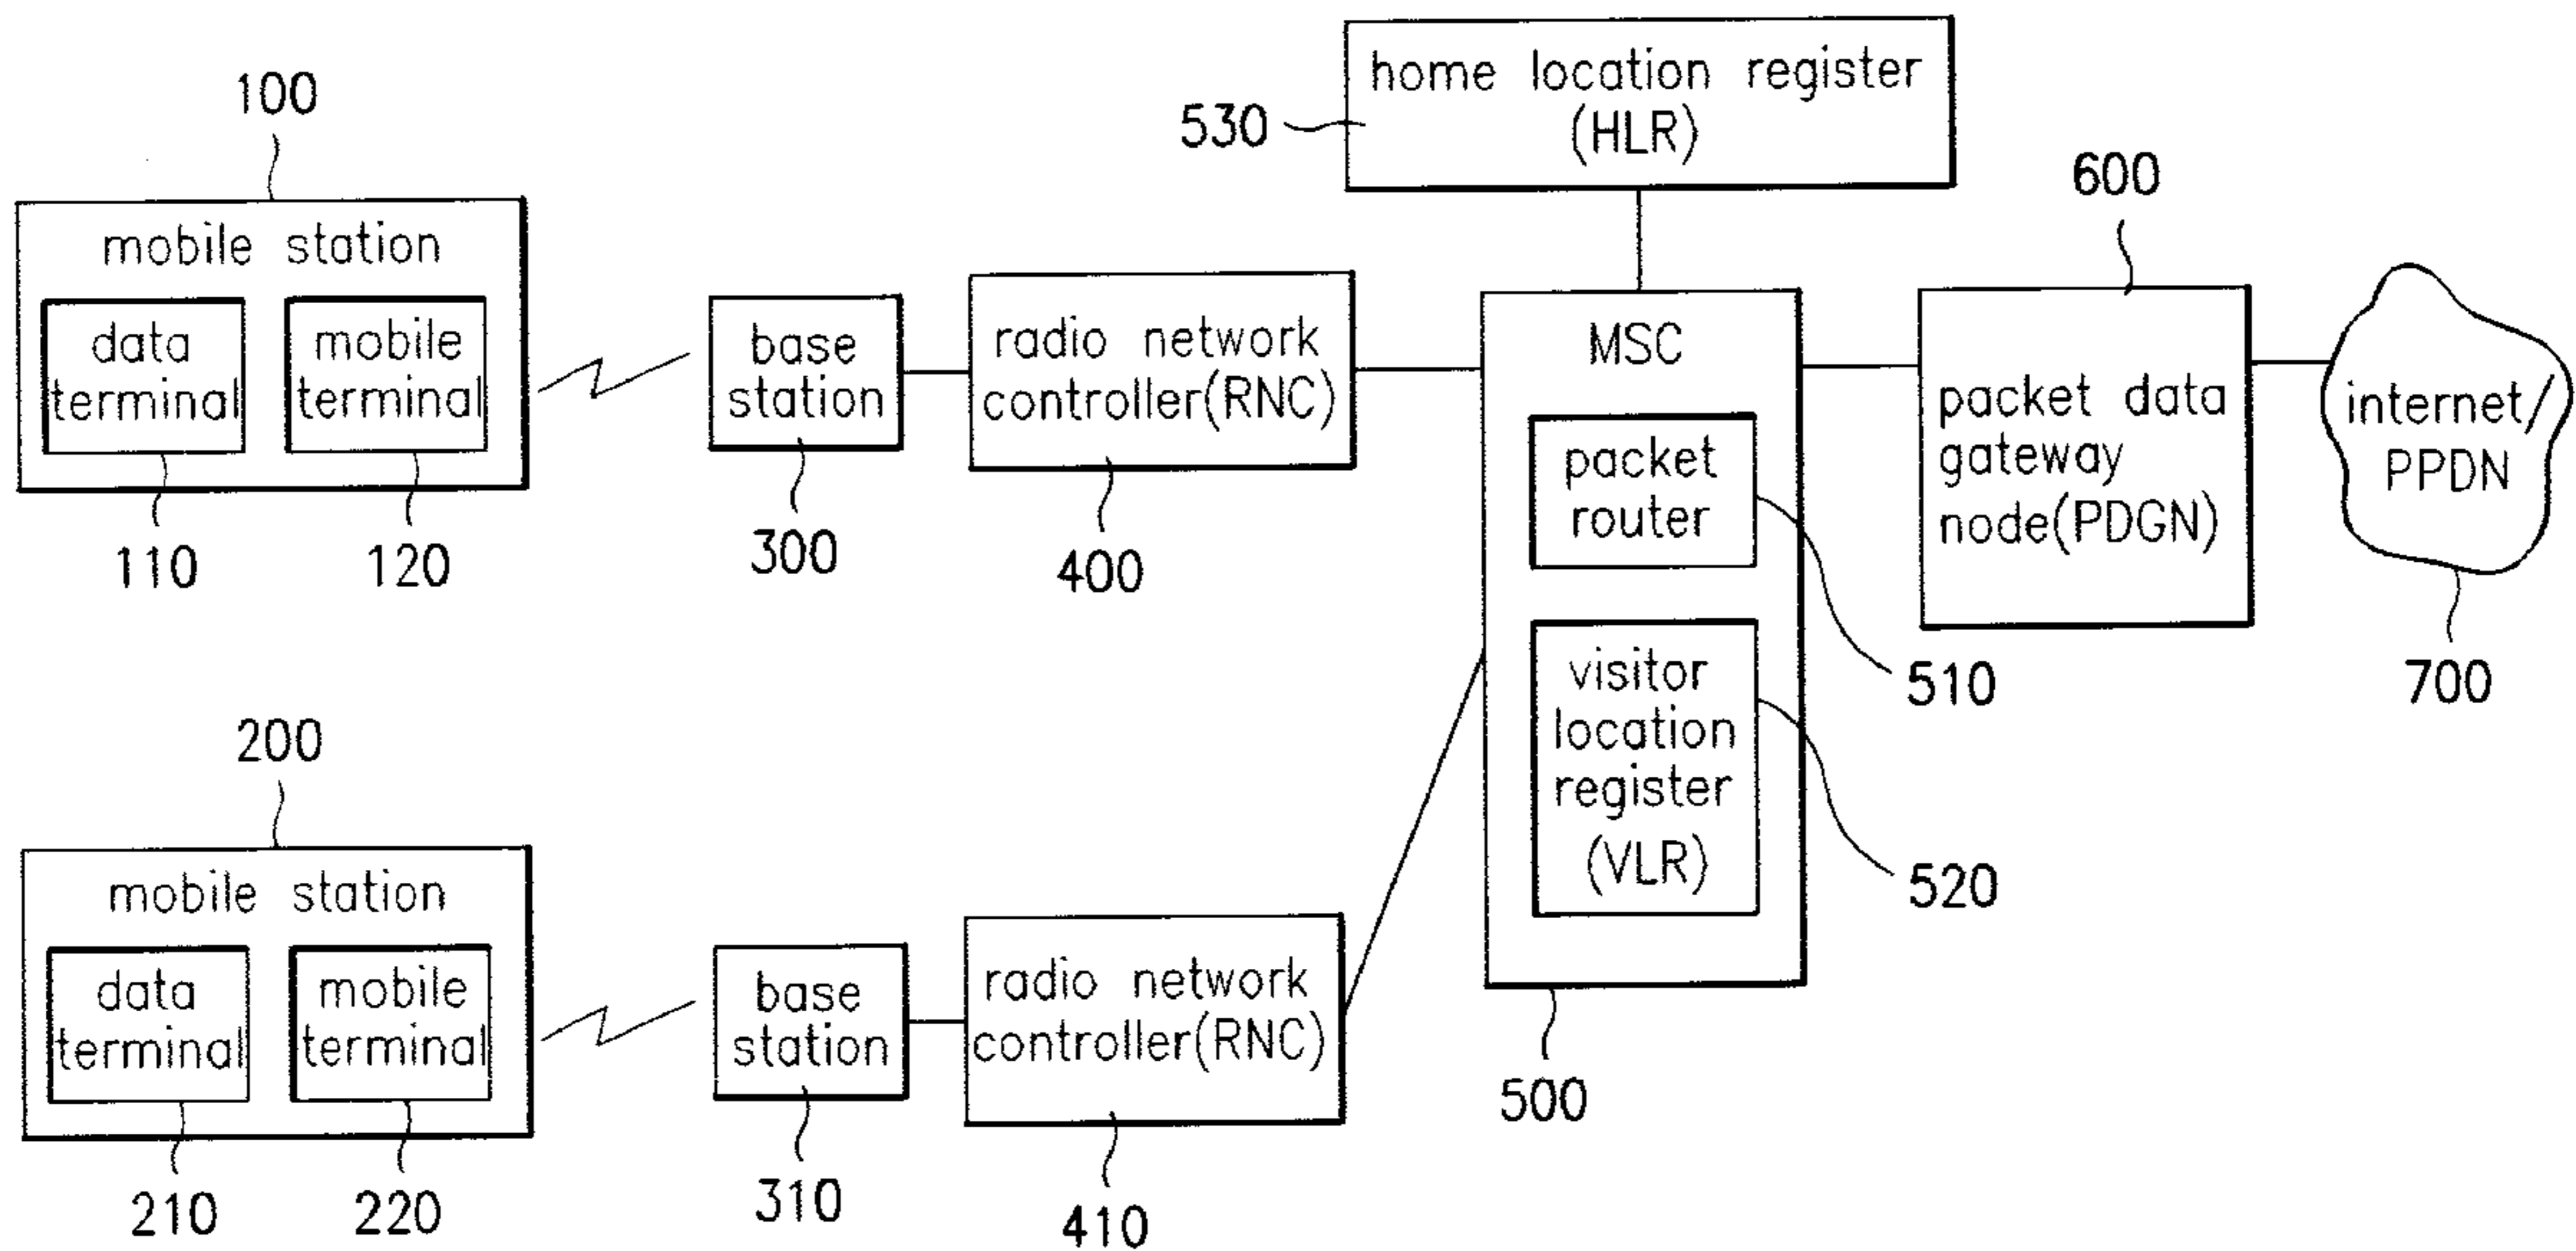 home location register
(HLR)
530
100
mobile station
data
terminal
mobile
terminal
110
120
base
station
300
radio network
controller(RNC)
400
MSC
packet
router
510
visitor
location
register
(VLR)
520
500
600
packet data
gateway
node(PDGN)
internet/
PPDN
700
200
mobile station
data
terminal
mobile
terminal
210
220
base
station
310
radio network
controller(RNC)
410